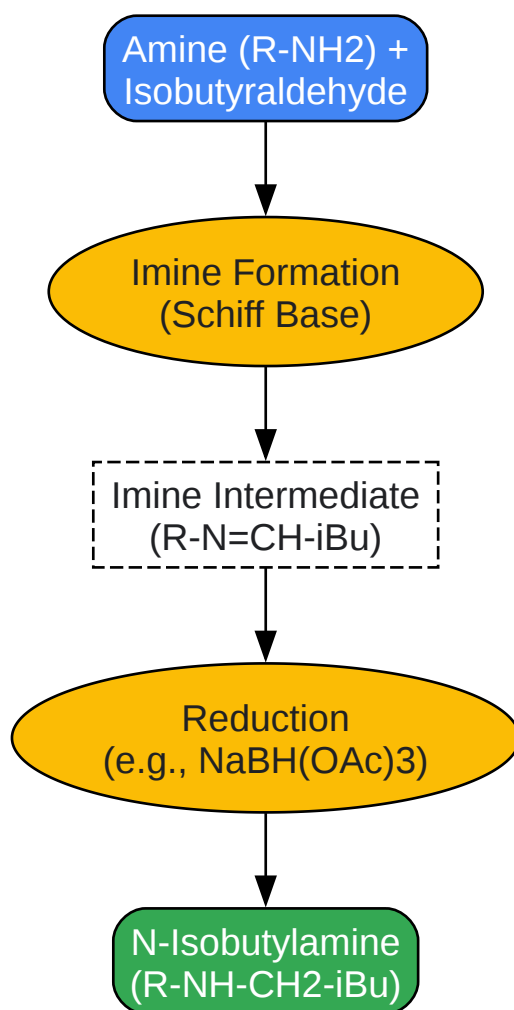 Amine (R-NH2) +
Isobutyraldehyde
Imine Formation
(Schiff Base)
Imine Intermediate
(R-N=CH-iBu)
Reduction
(e.g., NaBH(OAc)3)
N-Isobutylamine
(R-NH-CH2-iBu)